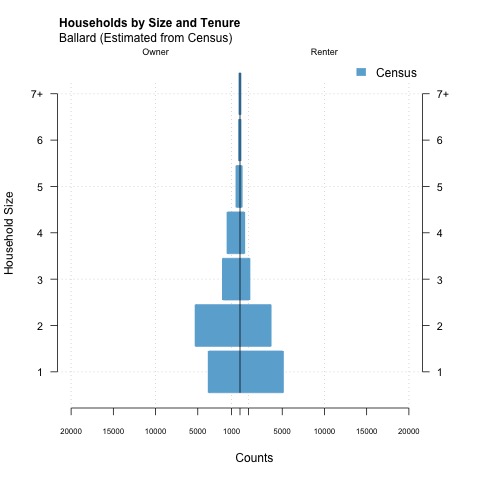 Households by Size and Tenure
Ballard (Estimated from Census)
Owner Renter
Census
7+ 7+
6 6
5 5
4 4
3 3
2 2
1 1
Household Size
20000 15000 10000 5000 1000 5000 10000 15000 20000
Counts